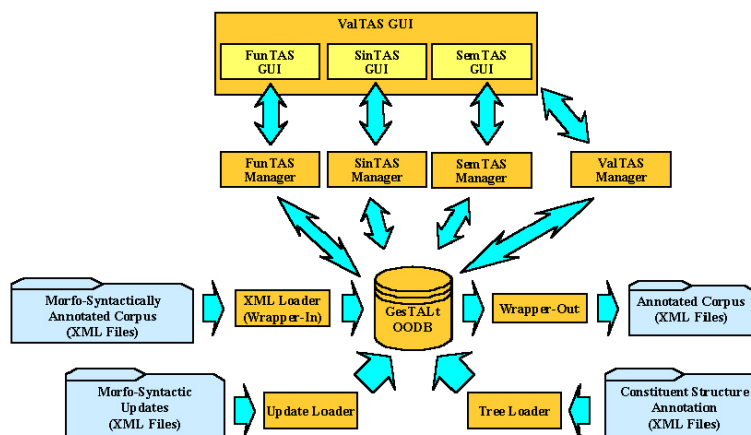 ValTAS GUI
FunTAS
GUI
SinTAS
GUI
SemTAS
GUI
FunTAS
Manager
SinTAS
Manager
SemTAS
Manager
ValTAS
Manager
Morfo-Syntactically
Annotated Corpus
(XML Files)
XML Loader
(Wrapper-In)
GesTALt
OODB
Wrapper-Out
Annotated Corpus
(XML Files)
Morfo-Syntactic
Updates
(XML Files)
Update Loader
Tree Loader
Constituent Structure
Annotation
(XML Files)